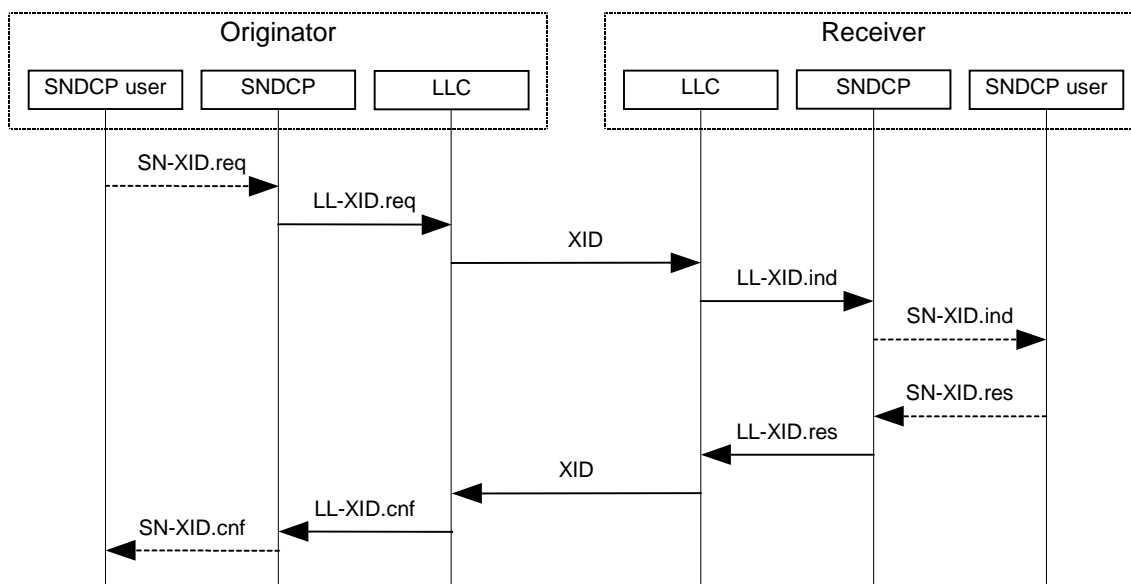 Originator
Receiver
SNDCP user
SNDCP
LLC
LLC
SNDCP
SNDCP user
SN-XID.req
LL-XID.req
XID
LL-XID.ind
SN-XID.ind
SN-XID.res
LL-XID.res
XID
LL-XID.cnf
SN-XID.cnf